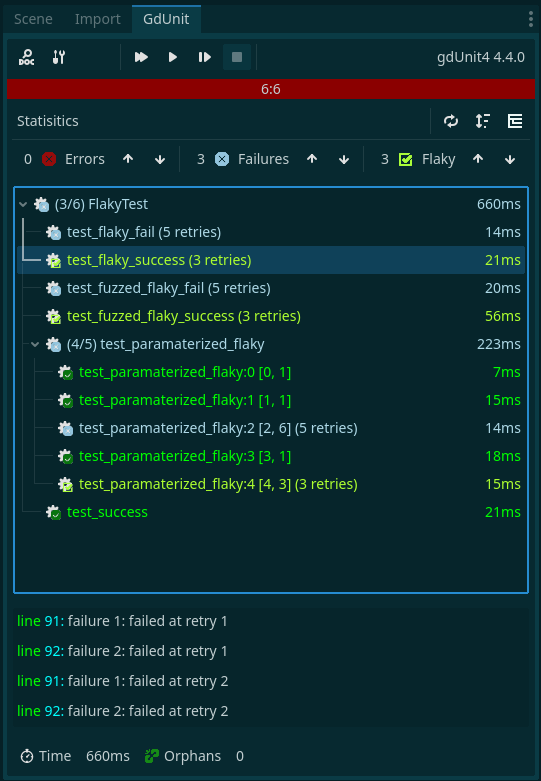 Scene Import GdUnit
DOC gdUnit4 4.4.0
6:6
Statisitics
0 Errors 3 Failures 3 Flaky
(3/6) FlakyTest 660ms
test_flaky_fail (5 retries) 14ms
test_flaky_success (3 retries) 21ms
test_fuzzed_flaky_fail (5 retries) 20ms
test_fuzzed_flaky_success (3 retries) 56ms
(4/5) test_paramaterized_flaky 223ms
test_paramaterized_flaky:0 [0, 1] 7ms
test_paramaterized_flaky:1 [1, 1] 15ms
test_paramaterized_flaky:2 [2, 6] (5 retries) 14ms
test_paramaterized_flaky:3 [3, 1] 18ms
test_paramaterized_flaky:4 [4, 3] (3 retries) 15ms
test_success 21ms
line 91: failure 1: failed at retry 1
line 92: failure 2: failed at retry 1
line 91: failure 1: failed at retry 2
line 92: failure 2: failed at retry 2
Time 660ms Orphans 0